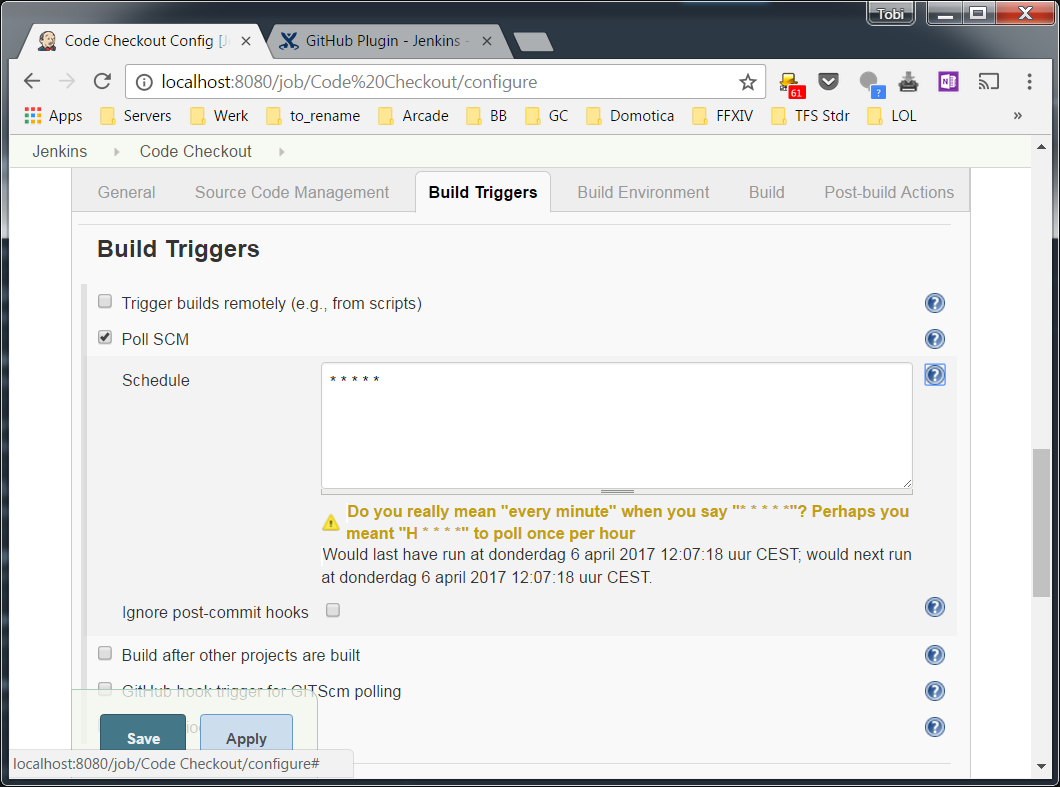 Tobi
Code Checkout Config [J
GitHub Plugin - Jenkins -
localhost:8080/job/Code%20Checkout/configure
61
?
Apps Servers Werk to_rename Arcade BB GC Domotica FFXIV TFS Stdr LOL »
Jenkins Code Checkout
General Source Code Management Build Triggers Build Environment Build Post-build Actions
Build Triggers
Trigger builds remotely (e.g., from scripts)
Poll SCM
Schedule
* * * * *
Do you really mean "every minute" when you say "* * * * *"? Perhaps you
meant "H * * * *" to poll once per hour
Would last have run at donderdag 6 april 2017 12:07:18 uur CEST; would next run
at donderdag 6 april 2017 12:07:18 uur CEST.
Ignore post-commit hooks
Build after other projects are built
GitHub hook trigger for GITScm polling
Save Apply
localhost:8080/job/Code Checkout/configure#